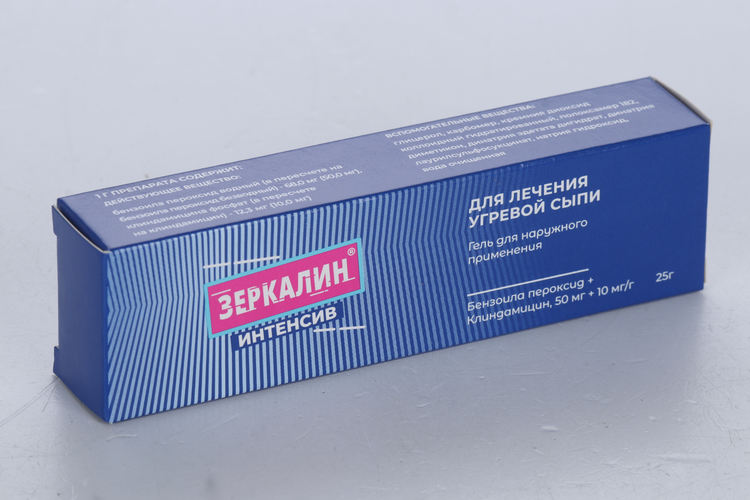 1 Г ПРЕПАРАТА СОДЕРЖИТ:
ДЕЙСТВУЮЩЕЕ ВЕЩЕСТВО:
бензоила пероксид водный (в пересчете на
бензоила пероксид безводный) - 68,0 мг (50,0 мг),
клиндамицина фосфат (в пересчете
на клиндамицин) - 12,3 мг (10,0 мг)
ВСПОМОГАТЕЛЬНЫЕ ВЕЩЕСТВА:
глицерол, карбомер, кремния диоксид
коллоидный гидратированный, полоксамер 182,
диметикон, динатрия эдетата дигидрат, динатрия
лаурилсульфосукцинат, натрия гидроксид,
вода очищенная
ЗЕРКАЛИН®
ИНТЕНСИВ
ДЛЯ ЛЕЧЕНИЯ
УГРЕВОЙ СЫПИ
Гель для наружного
применения
Бензоила пероксид +
Клиндамицин, 50 мг + 10 мг/г
25г